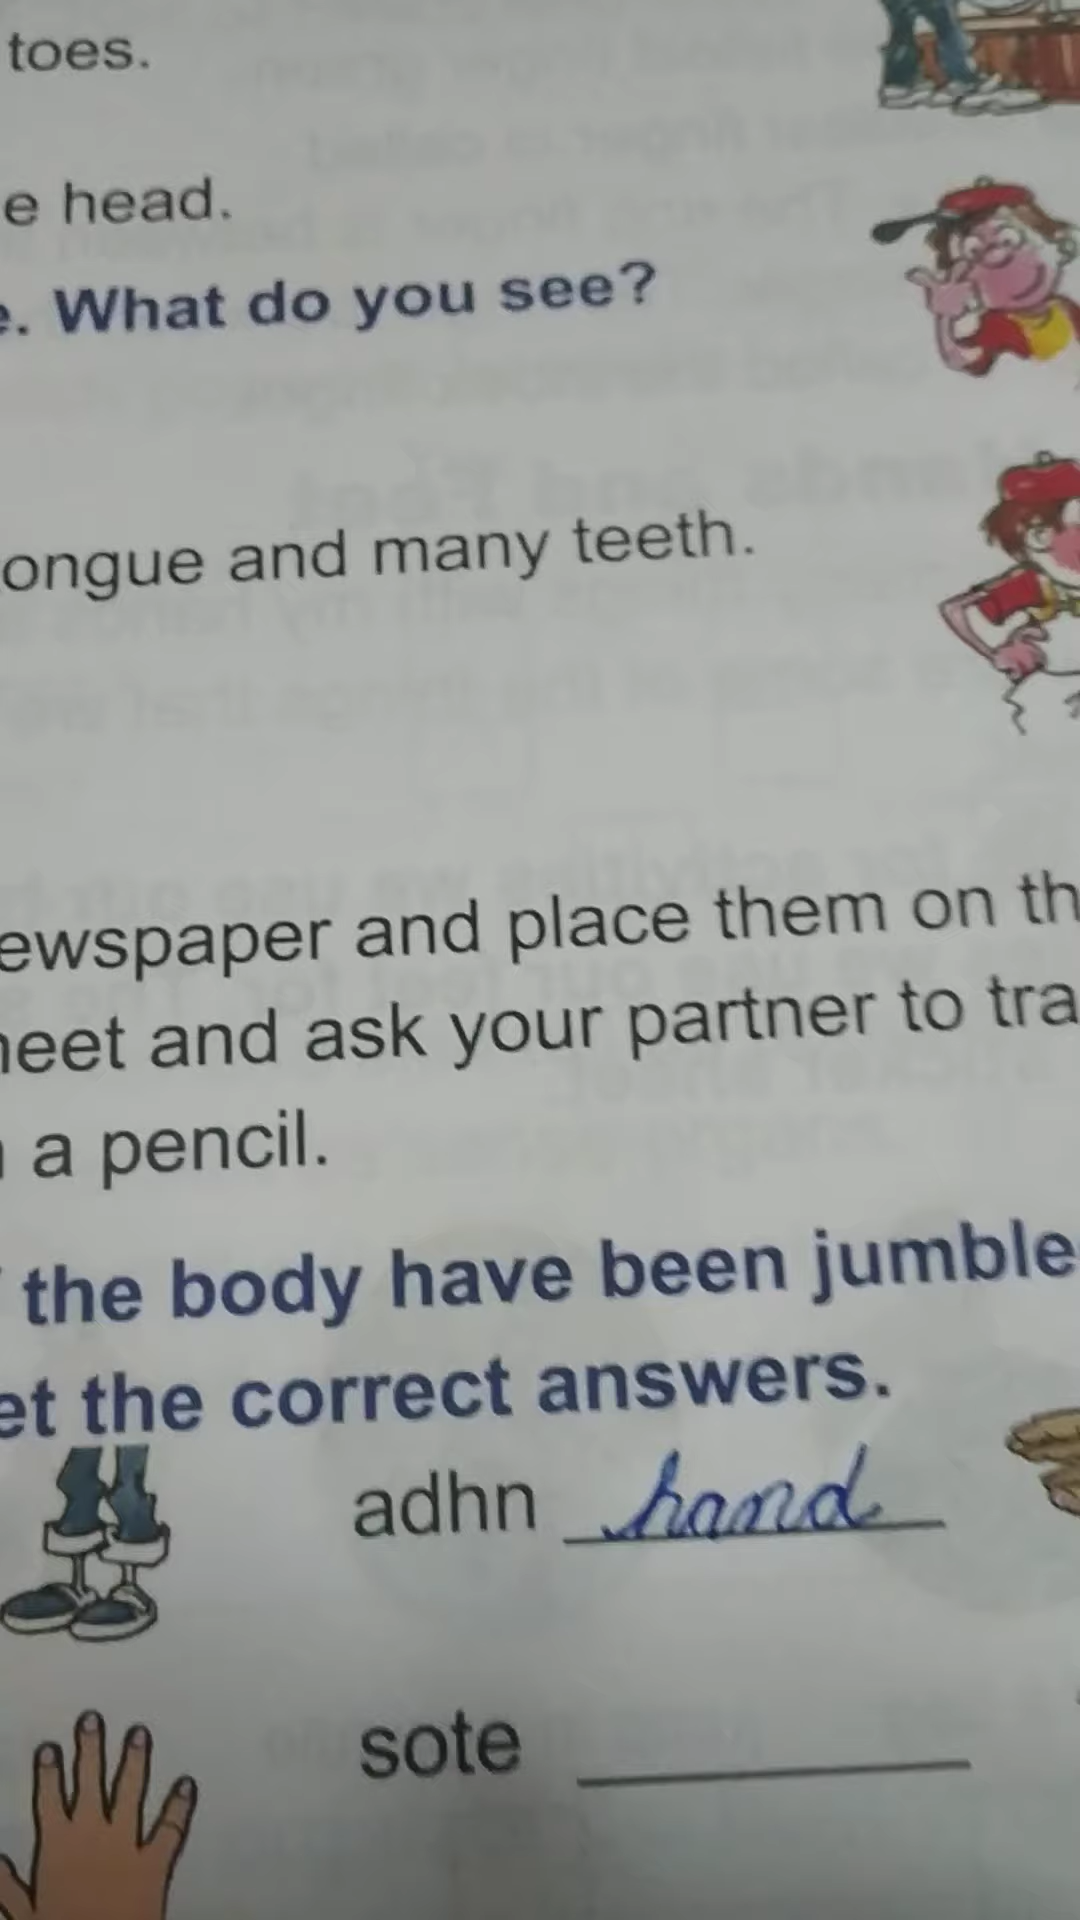 toes.
e head.
e. What do you see?
ongue and many teeth.
ewspaper and place them on th
heet and ask your partner to tra
a pencil.
the body have been jumble
et the correct answers.
adhn hand
sote